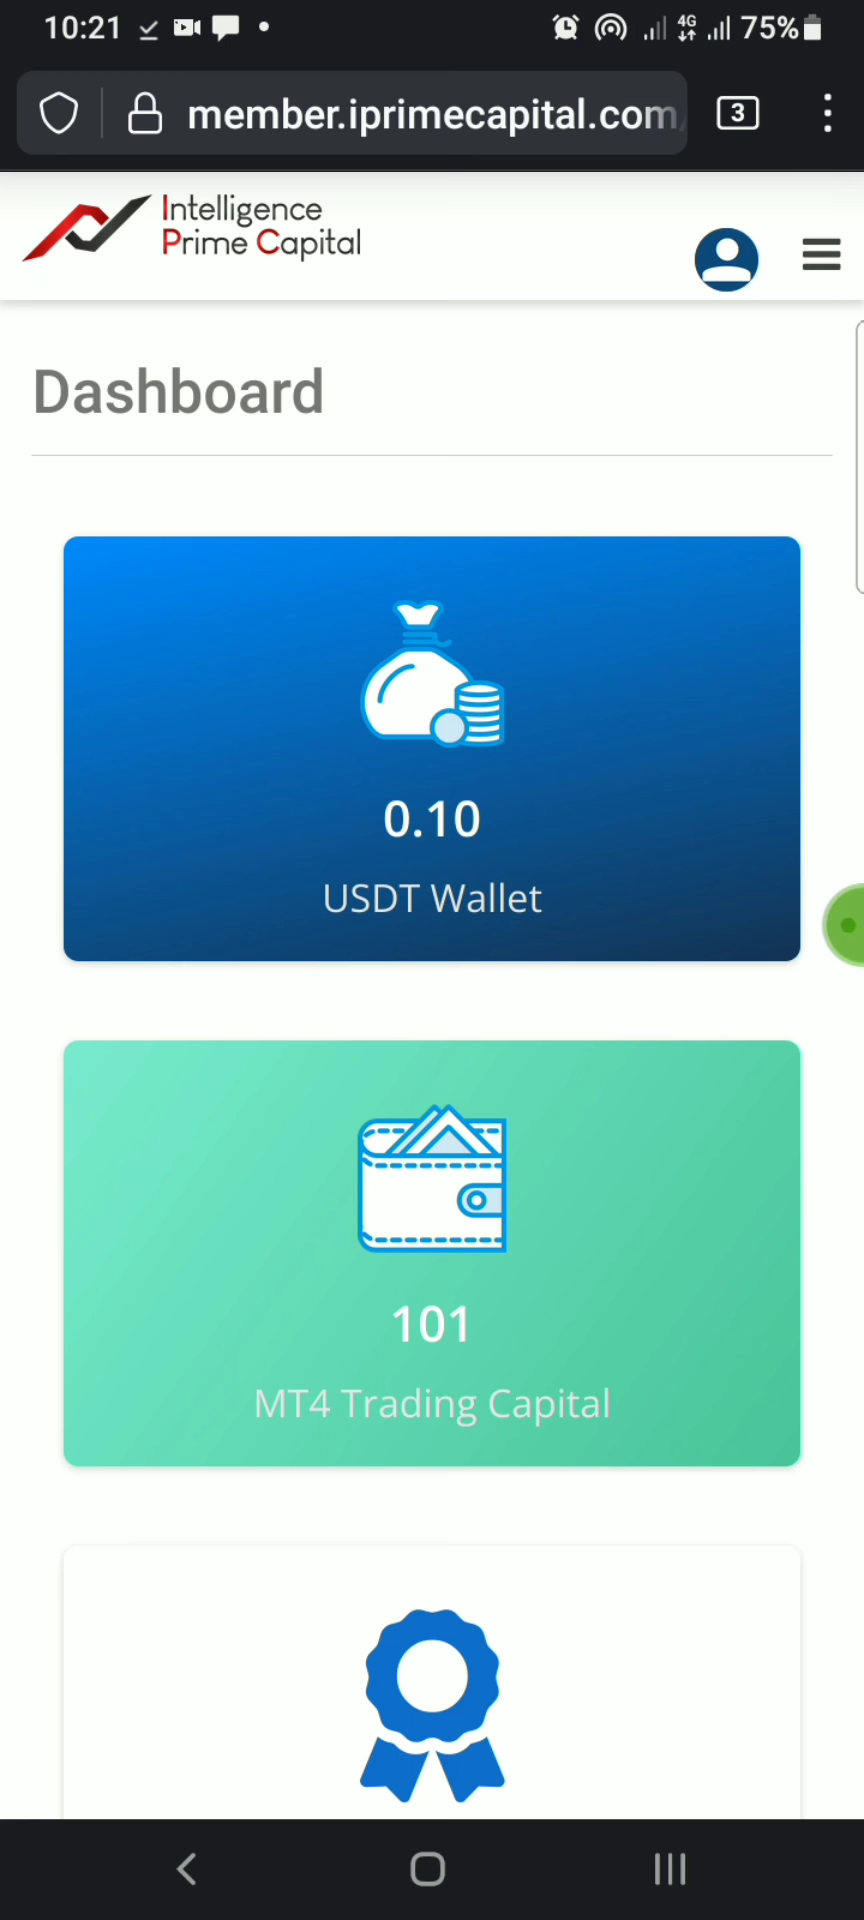 10:21
4G
75%
member.iprimecapital.com
3
Intelligence
Prime Capital
Dashboard
0.10
USDT Wallet
101
MT4 Trading Capital